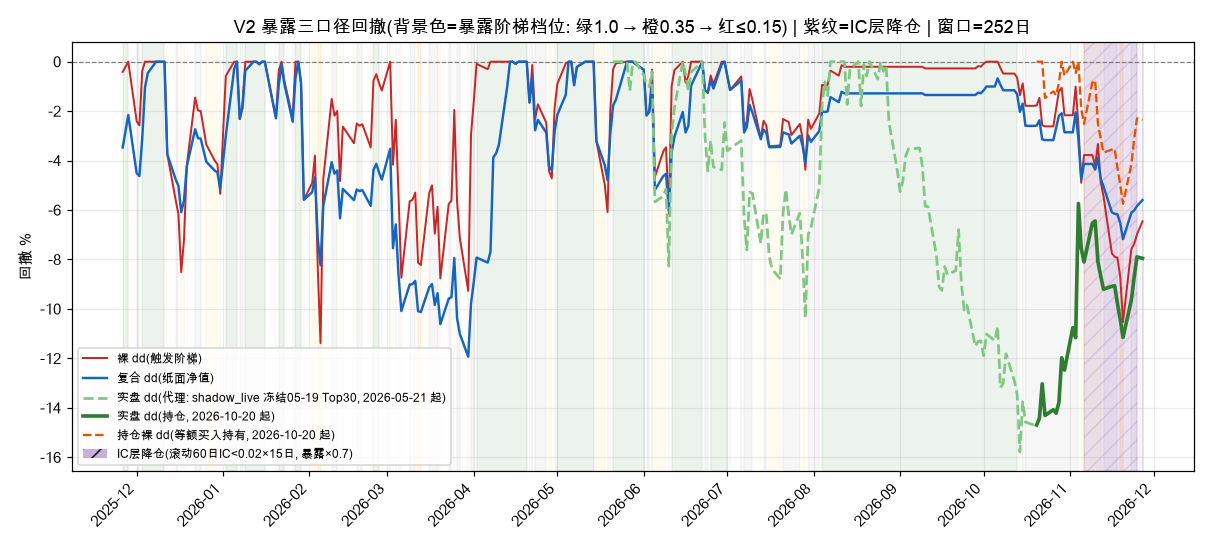 V2 暴露三口径回撤(背景色=暴露阶梯档位: 绿1.0 → 橙0.35 → 红≤0.15) | 紫纹=IC层降仓 | 窗口=252日
回撤 %
0
-2
-4
-6
-8
-10
-12
-14
-16
裸 dd(触发阶梯)
复合 dd(纸面净值)
实盘 dd(代理: shadow_live 冻结05-19 Top30, 2026-05-21 起)
实盘 dd(持仓, 2026-10-20 起)
持仓裸 dd(等额买入持有, 2026-10-20 起)
IC层降仓(滚动60日IC<0.02×15日, 暴露×0.7)
2025-12
2026-01
2026-02
2026-03
2026-04
2026-05
2026-06
2026-07
2026-08
2026-09
2026-10
2026-11
2026-12